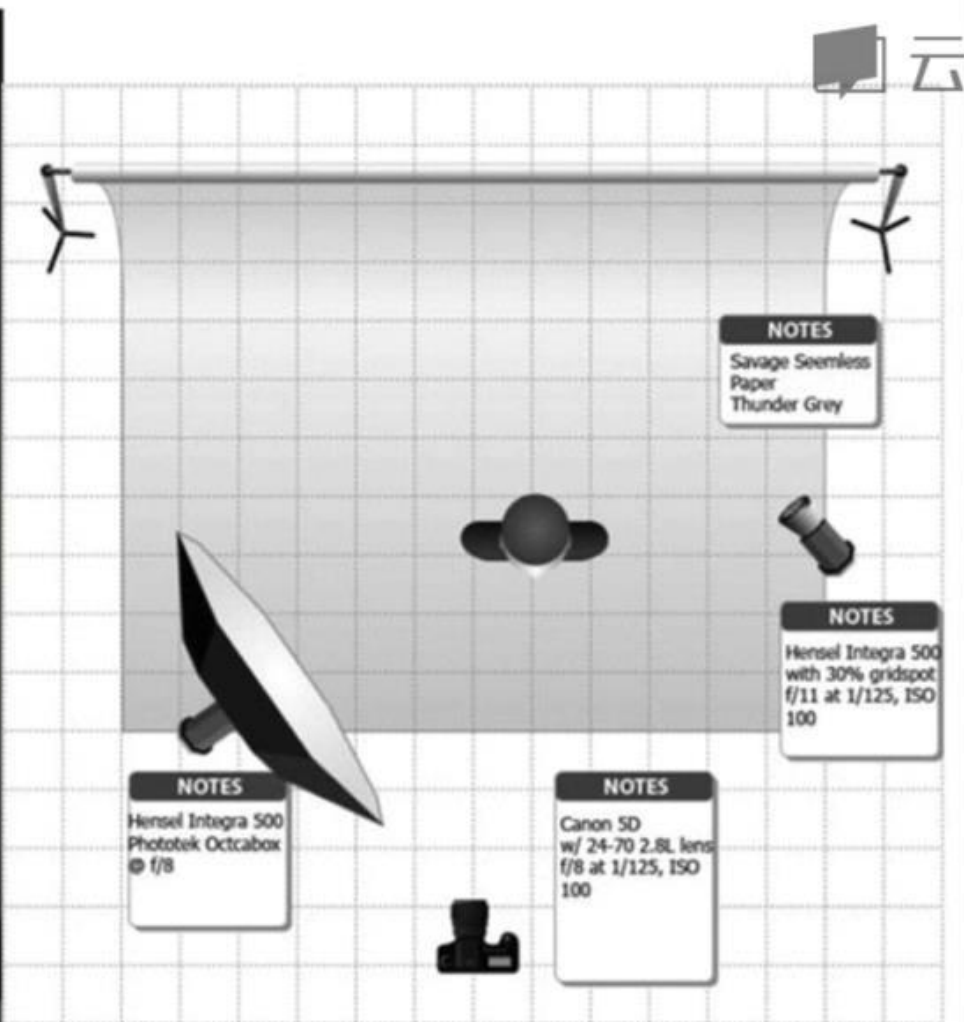 云
NOTES
Savage Seemless
Paper
Thunder Grey
NOTES
Hensel Integra 500
with 30% gridspot
f/11 at 1/125, ISO
100
NOTES
Hensel Integra 500
Phototek Octcabox
@ f/8
NOTES
Canon 5D
w/ 24-70 2.8L lens
f/8 at 1/125, ISO
100